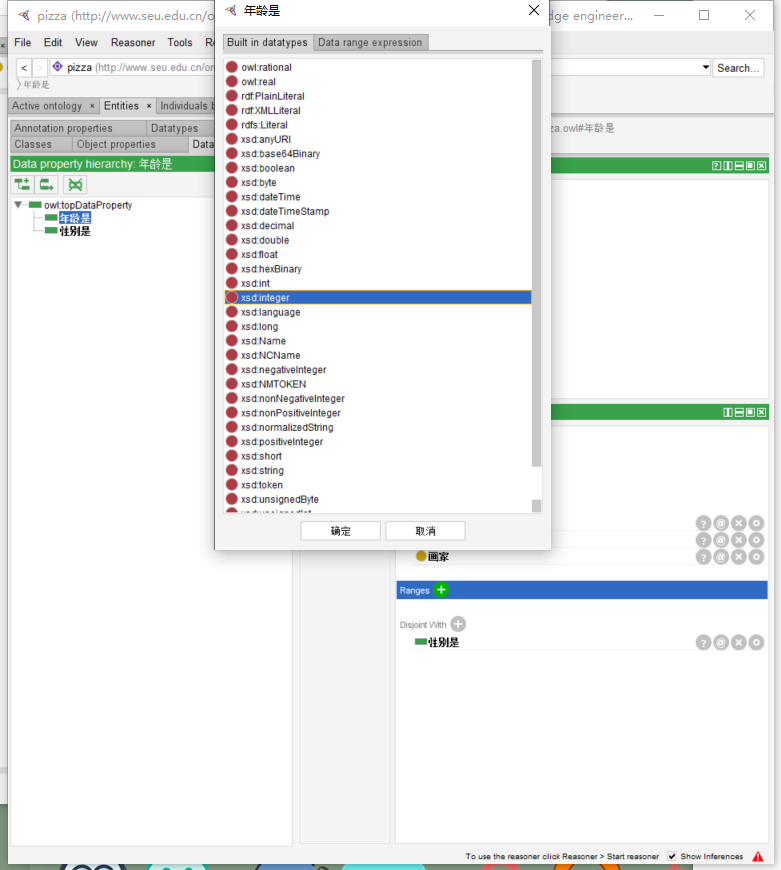 pizza (http://www.seu.edu.cn/o
dge engineer...
年龄是
File Edit View Reasoner Tools
Built in datatypes Data range expression
< > pizza (http://www.seu.edu.cn/on
Search...
年龄是
Active ontology × Entities × Individuals
za.owl#年龄是
Annotation properties Datatypes
Classes Object properties Data
Data property hierarchy: 年龄是
owl:topDataProperty
年龄是
性别是
owl:rational
owl:real
rdf:PlainLiteral
rdf:XMLLiteral
rdfs:Literal
xsd:anyURI
xsd:base64Binary
xsd:boolean
xsd:byte
xsd:dateTime
xsd:dateTimeStamp
xsd:decimal
xsd:double
xsd:float
xsd:hexBinary
xsd:int
xsd:integer
xsd:language
xsd:long
xsd:Name
xsd:NCName
xsd:negativeInteger
xsd:NMTOKEN
xsd:nonNegativeInteger
xsd:nonPositiveInteger
xsd:normalizedString
xsd:positiveInteger
xsd:short
xsd:string
xsd:token
xsd:unsignedByte
确定 取消
画家
Ranges
Disjoint With
性别是
To use the reasoner click Reasoner > Start reasoner Show Inferences